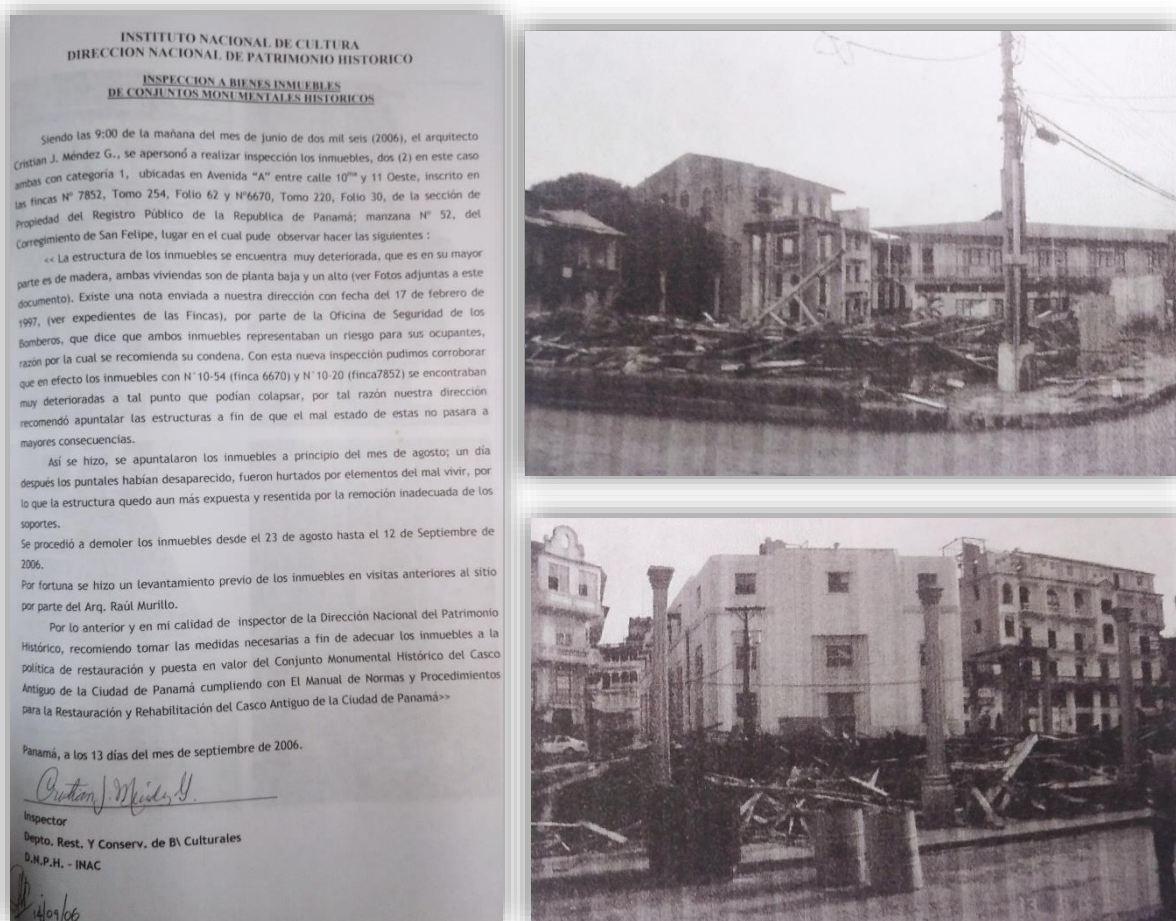 INSTITUTO NACIONAL DE CULTURA
DIRECCION NACIONAL DE PATRIMONIO HISTORICO
INSPECCION A BIENES INMUEBLES
DE CONJUNTOS MONUMENTALES HISTORICOS
Siendo las 9:00 de la mañana del mes de junio de dos mil seis (2006), el arquitecto
Cristian J. Méndez G., se apersonó a realizar inspección los inmuebles, dos (2) en este caso
ambas con categoría 1, ubicadas en Avenida "A" entre calle 10ma y 11 Oeste, inscrito en
las fincas N° 7852, Tomo 254, Folio 62 y N°6670, Tomo 220, Folio 30, de la sección de
Propiedad del Registro Público de la Republica de Panamá; manzana N° 52, del
Corregimiento de San Felipe, lugar en el cual pude observar hacer las siguientes :
<< La estructura de los inmuebles se encuentra muy deteriorada, que es en su mayor
parte es de madera, ambas viviendas son de planta baja y un alto (ver Fotos adjuntas a este
documento). Existe una nota enviada a nuestra dirección con fecha del 17 de febrero de
1997, (ver expedientes de las Fincas), por parte de la Oficina de Seguridad de los
Bomberos, que dice que ambos inmuebles representaban un riesgo para sus ocupantes,
razón por la cual se recomienda su condena. Con esta nueva inspección pudimos corroborar
que en efecto los inmuebles con N°10-54 (finca 6670) y N°10-20 (finca7852) se encontraban
muy deterioradas a tal punto que podían colapsar, por tal razón nuestra dirección
recomendó apuntalar las estructuras a fin de que el mal estado de estas no pasara a
mayores consecuencias.
Así se hizo, se apuntalaron los inmuebles a principio del mes de agosto; un día
después los puntales habían desaparecido, fueron hurtados por elementos del mal vivir, por
lo que la estructura quedo aun más expuesta y resentida por la remoción inadecuada de los
soportes.
Se procedió a demoler los inmuebles desde el 23 de agosto hasta el 12 de Septiembre de
2006.
Por fortuna se hizo un levantamiento previo de los inmuebles en visitas anteriores al sitio
por parte del Arq. Raúl Murillo.
Por lo anterior y en mi calidad de inspector de la Dirección Nacional del Patrimonio
Histórico, recomiendo tomar las medidas necesarias a fin de adecuar los inmuebles a la
política de restauración y puesta en valor del Conjunto Monumental Histórico del Casco
Antiguo de la Ciudad de Panamá cumpliendo con El Manual de Normas y Procedimientos
para la Restauración y Rehabilitación del Casco Antiguo de la Ciudad de Panamá>>
Panamá, a los 13 días del mes de septiembre de 2006.
Cristian J. Méndez G.
Inspector
Depto. Rest. Y Conserv. de B\ Culturales
D.N.P.H. - INAC
14/09/06